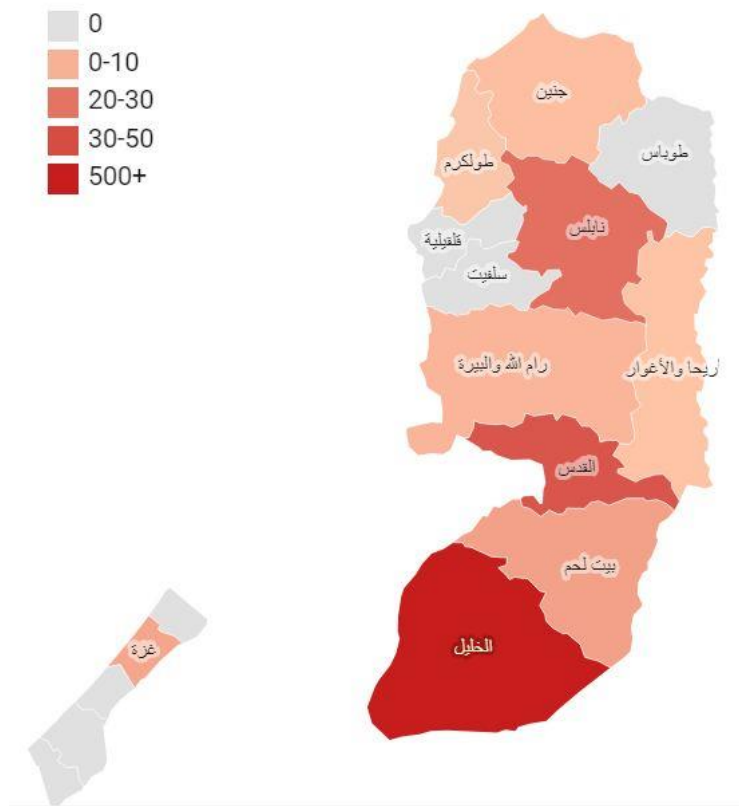 0
0-10
20-30
30-50
500+
جنين
طوباس
طولكرم
نابلس
قلقيلية
سلفيت
رام الله والبيرة
اريحا والأغوار
القدس
بيت لحم
الخليل
غزة